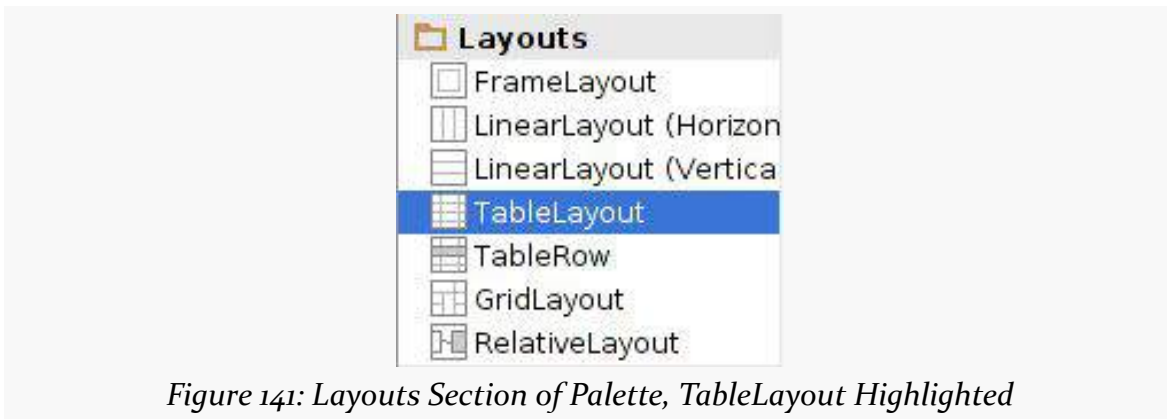 Layouts
FrameLayout
LinearLayout (Horizon
LinearLayout (Vertica
TableLayout
TableRow
GridLayout
RelativeLayout
Figure 141: Layouts Section of Palette, TableLayout Highlighted